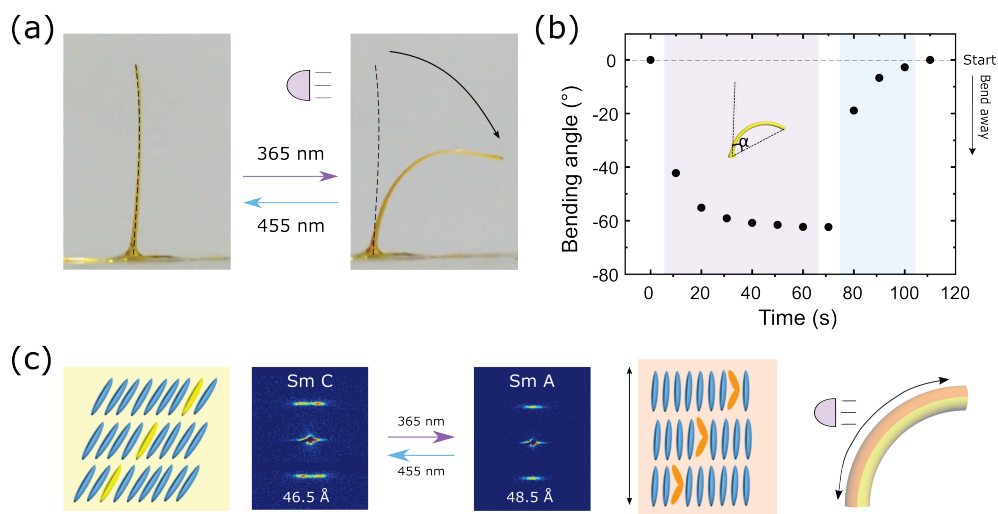 (a)
365 nm
455 nm
(b)
Bending angle (°)
0
-20
-40
-60
-80
α
Start
Bend away
0 20 40 60 80 100 120
Time (s)
(c)
Sm C
46.5 Å
365 nm
455 nm
Sm A
48.5 Å